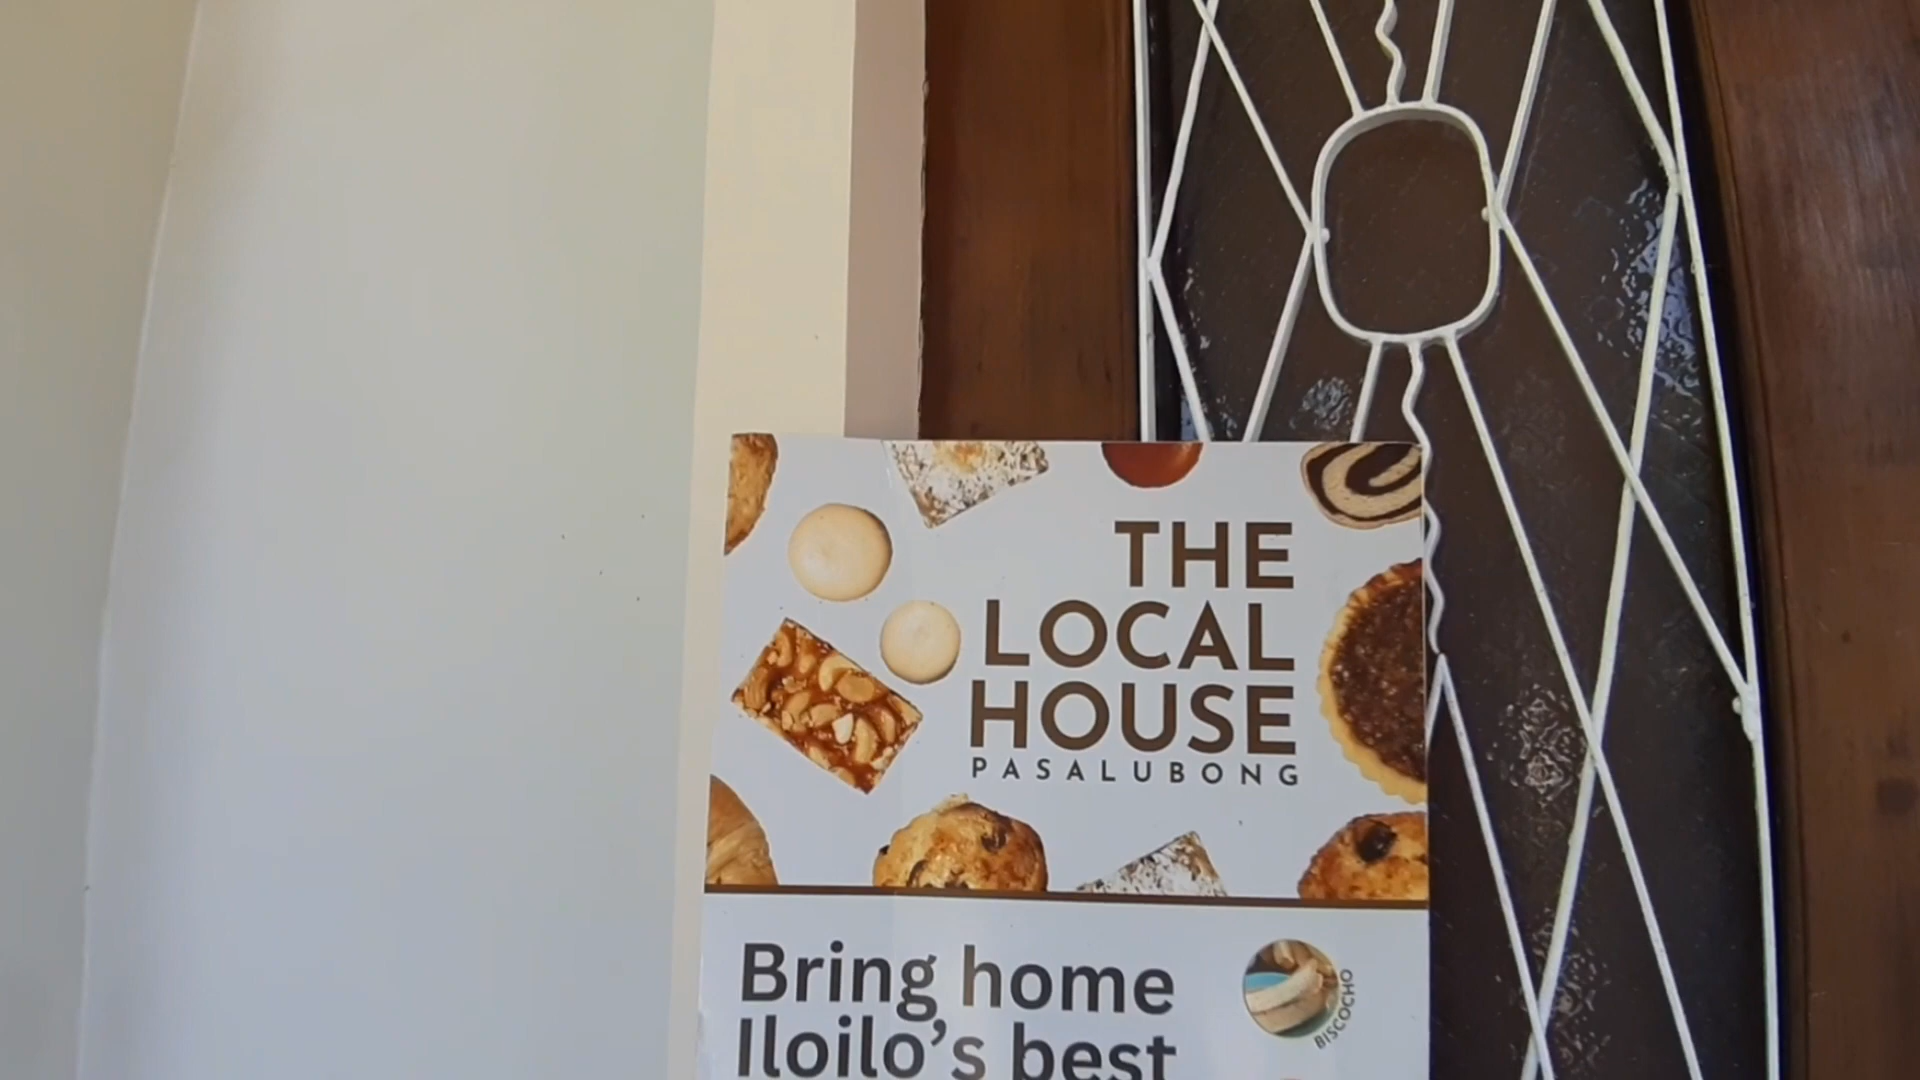 THE
LOCAL
HOUSE
PASALUBONG
Bring home
Iloilo's best
BISCOCHO